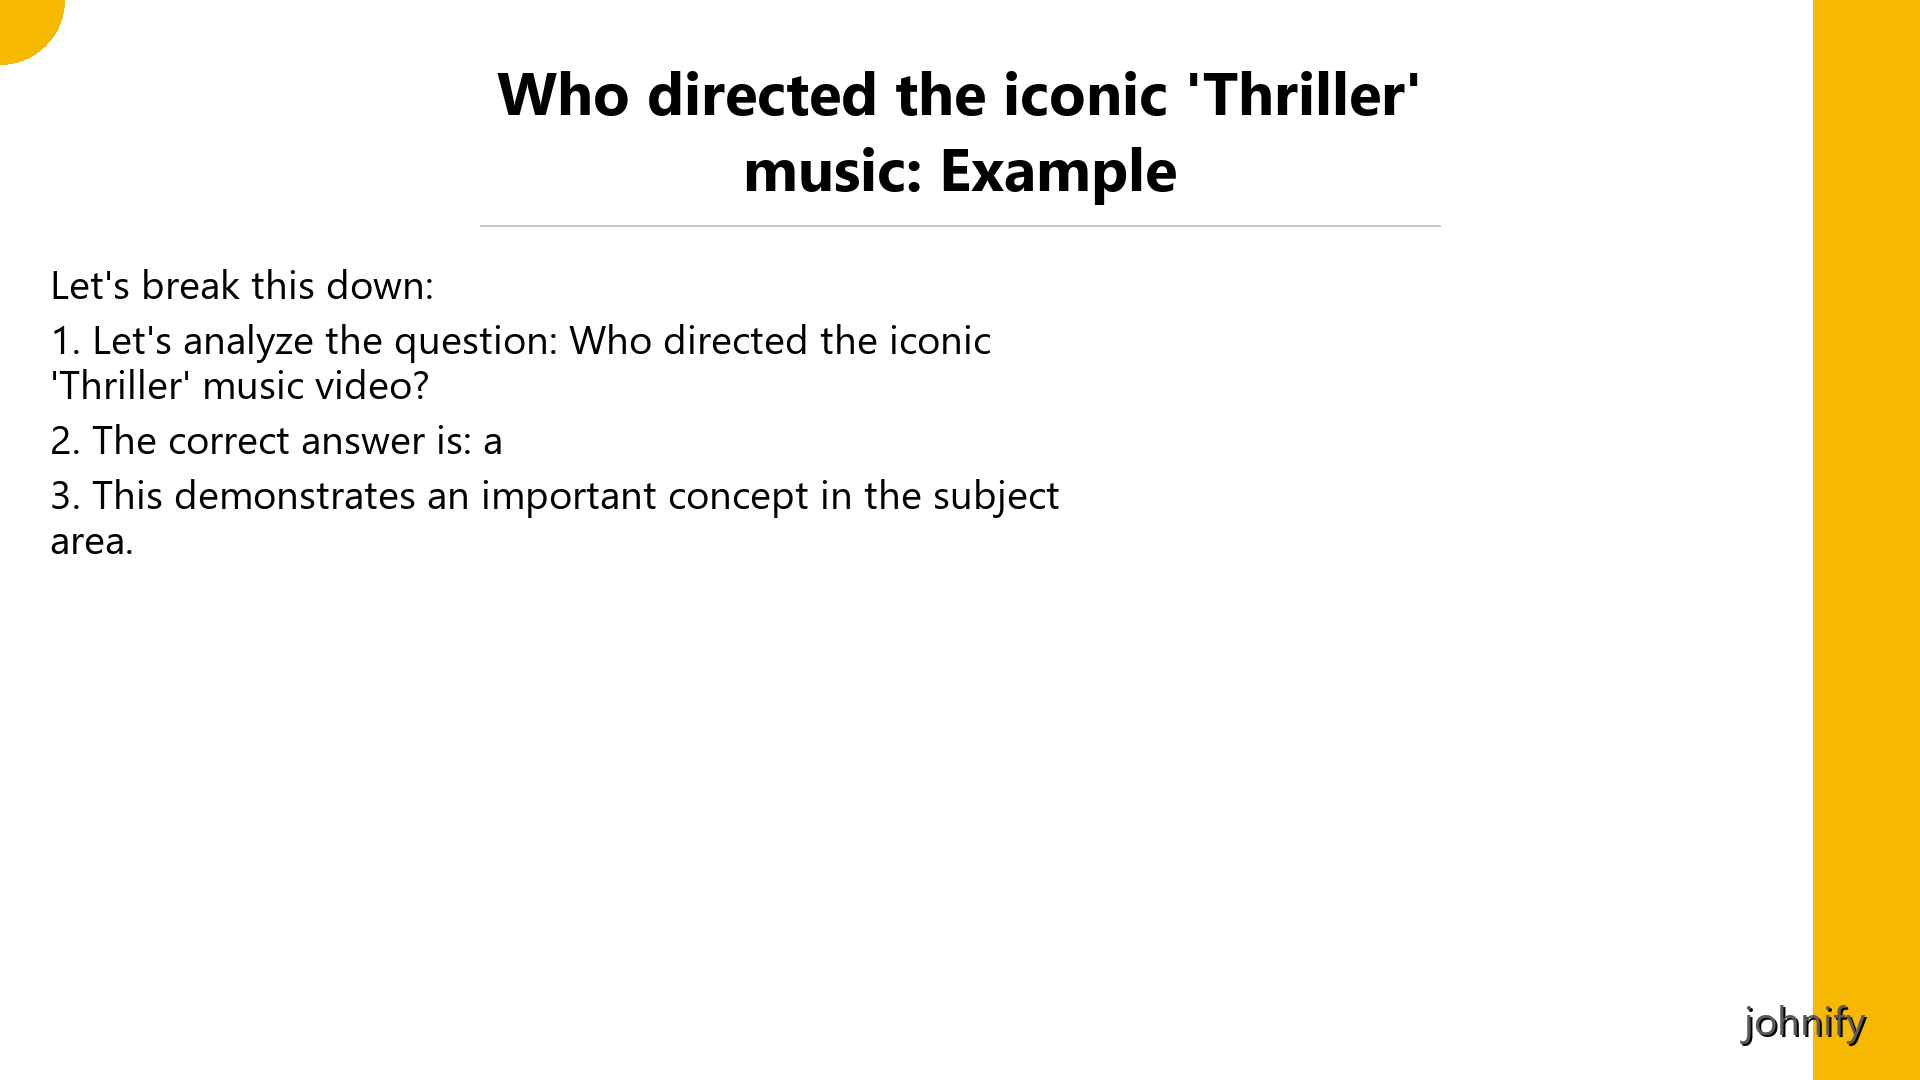 Who directed the iconic 'Thriller'
music: Example
Let's break this down:
1. Let's analyze the question: Who directed the iconic
'Thriller' music video?
2. The correct answer is: a
3. This demonstrates an important concept in the subject
area.
johnify